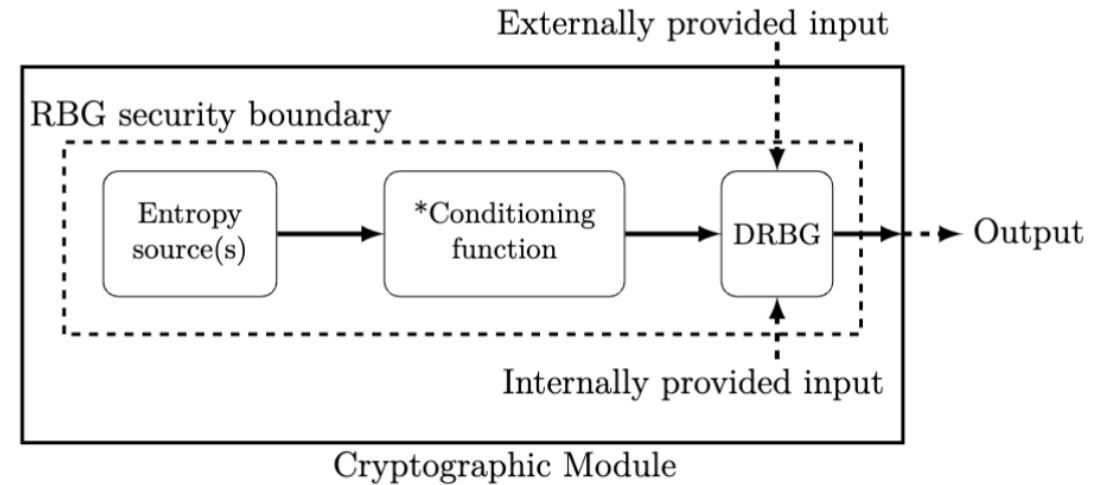 Externally provided input
RBG security boundary
Entropy
source(s)
*Conditioning
function
DRBG
Output
Internally provided input
Cryptographic Module